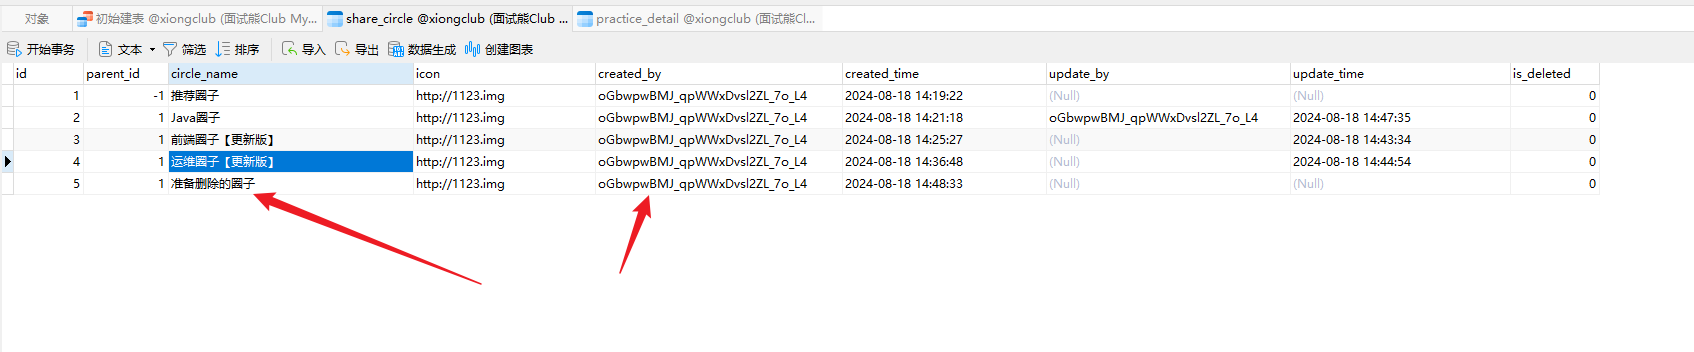 对象 初始建表 @xiongclub (面试熊Club My... share_circle @xiongclub (面试熊Club ... practice_detail @xiongclub (面试熊Cl...
开始事务 文本 筛选 排序 导入 导出 数据生成 创建图表
id parent_id circle_name icon created_by created_time update_by update_time is_deleted
1 -1 推荐圈子 http://1123.img oGbwpwBMJ_qpWWxDvsl2ZL_7o_L4 2024-08-18 14:19:22 (Null) (Null) 0
2 1 Java圈子 http://1123.img oGbwpwBMJ_qpWWxDvsl2ZL_7o_L4 2024-08-18 14:21:18 oGbwpwBMJ_qpWWxDvsl2ZL_7o_L4 2024-08-18 14:47:35 0
3 1 前端圈子【更新版】 http://1123.img oGbwpwBMJ_qpWWxDvsl2ZL_7o_L4 2024-08-18 14:25:27 (Null) 2024-08-18 14:43:34 0
4 1 运维圈子【更新版】 http://1123.img oGbwpwBMJ_qpWWxDvsl2ZL_7o_L4 2024-08-18 14:36:48 (Null) 2024-08-18 14:44:54 0
5 1 准备删除的圈子 http://1123.img oGbwpwBMJ_qpWWxDvsl2ZL_7o_L4 2024-08-18 14:48:33 (Null) (Null) 0